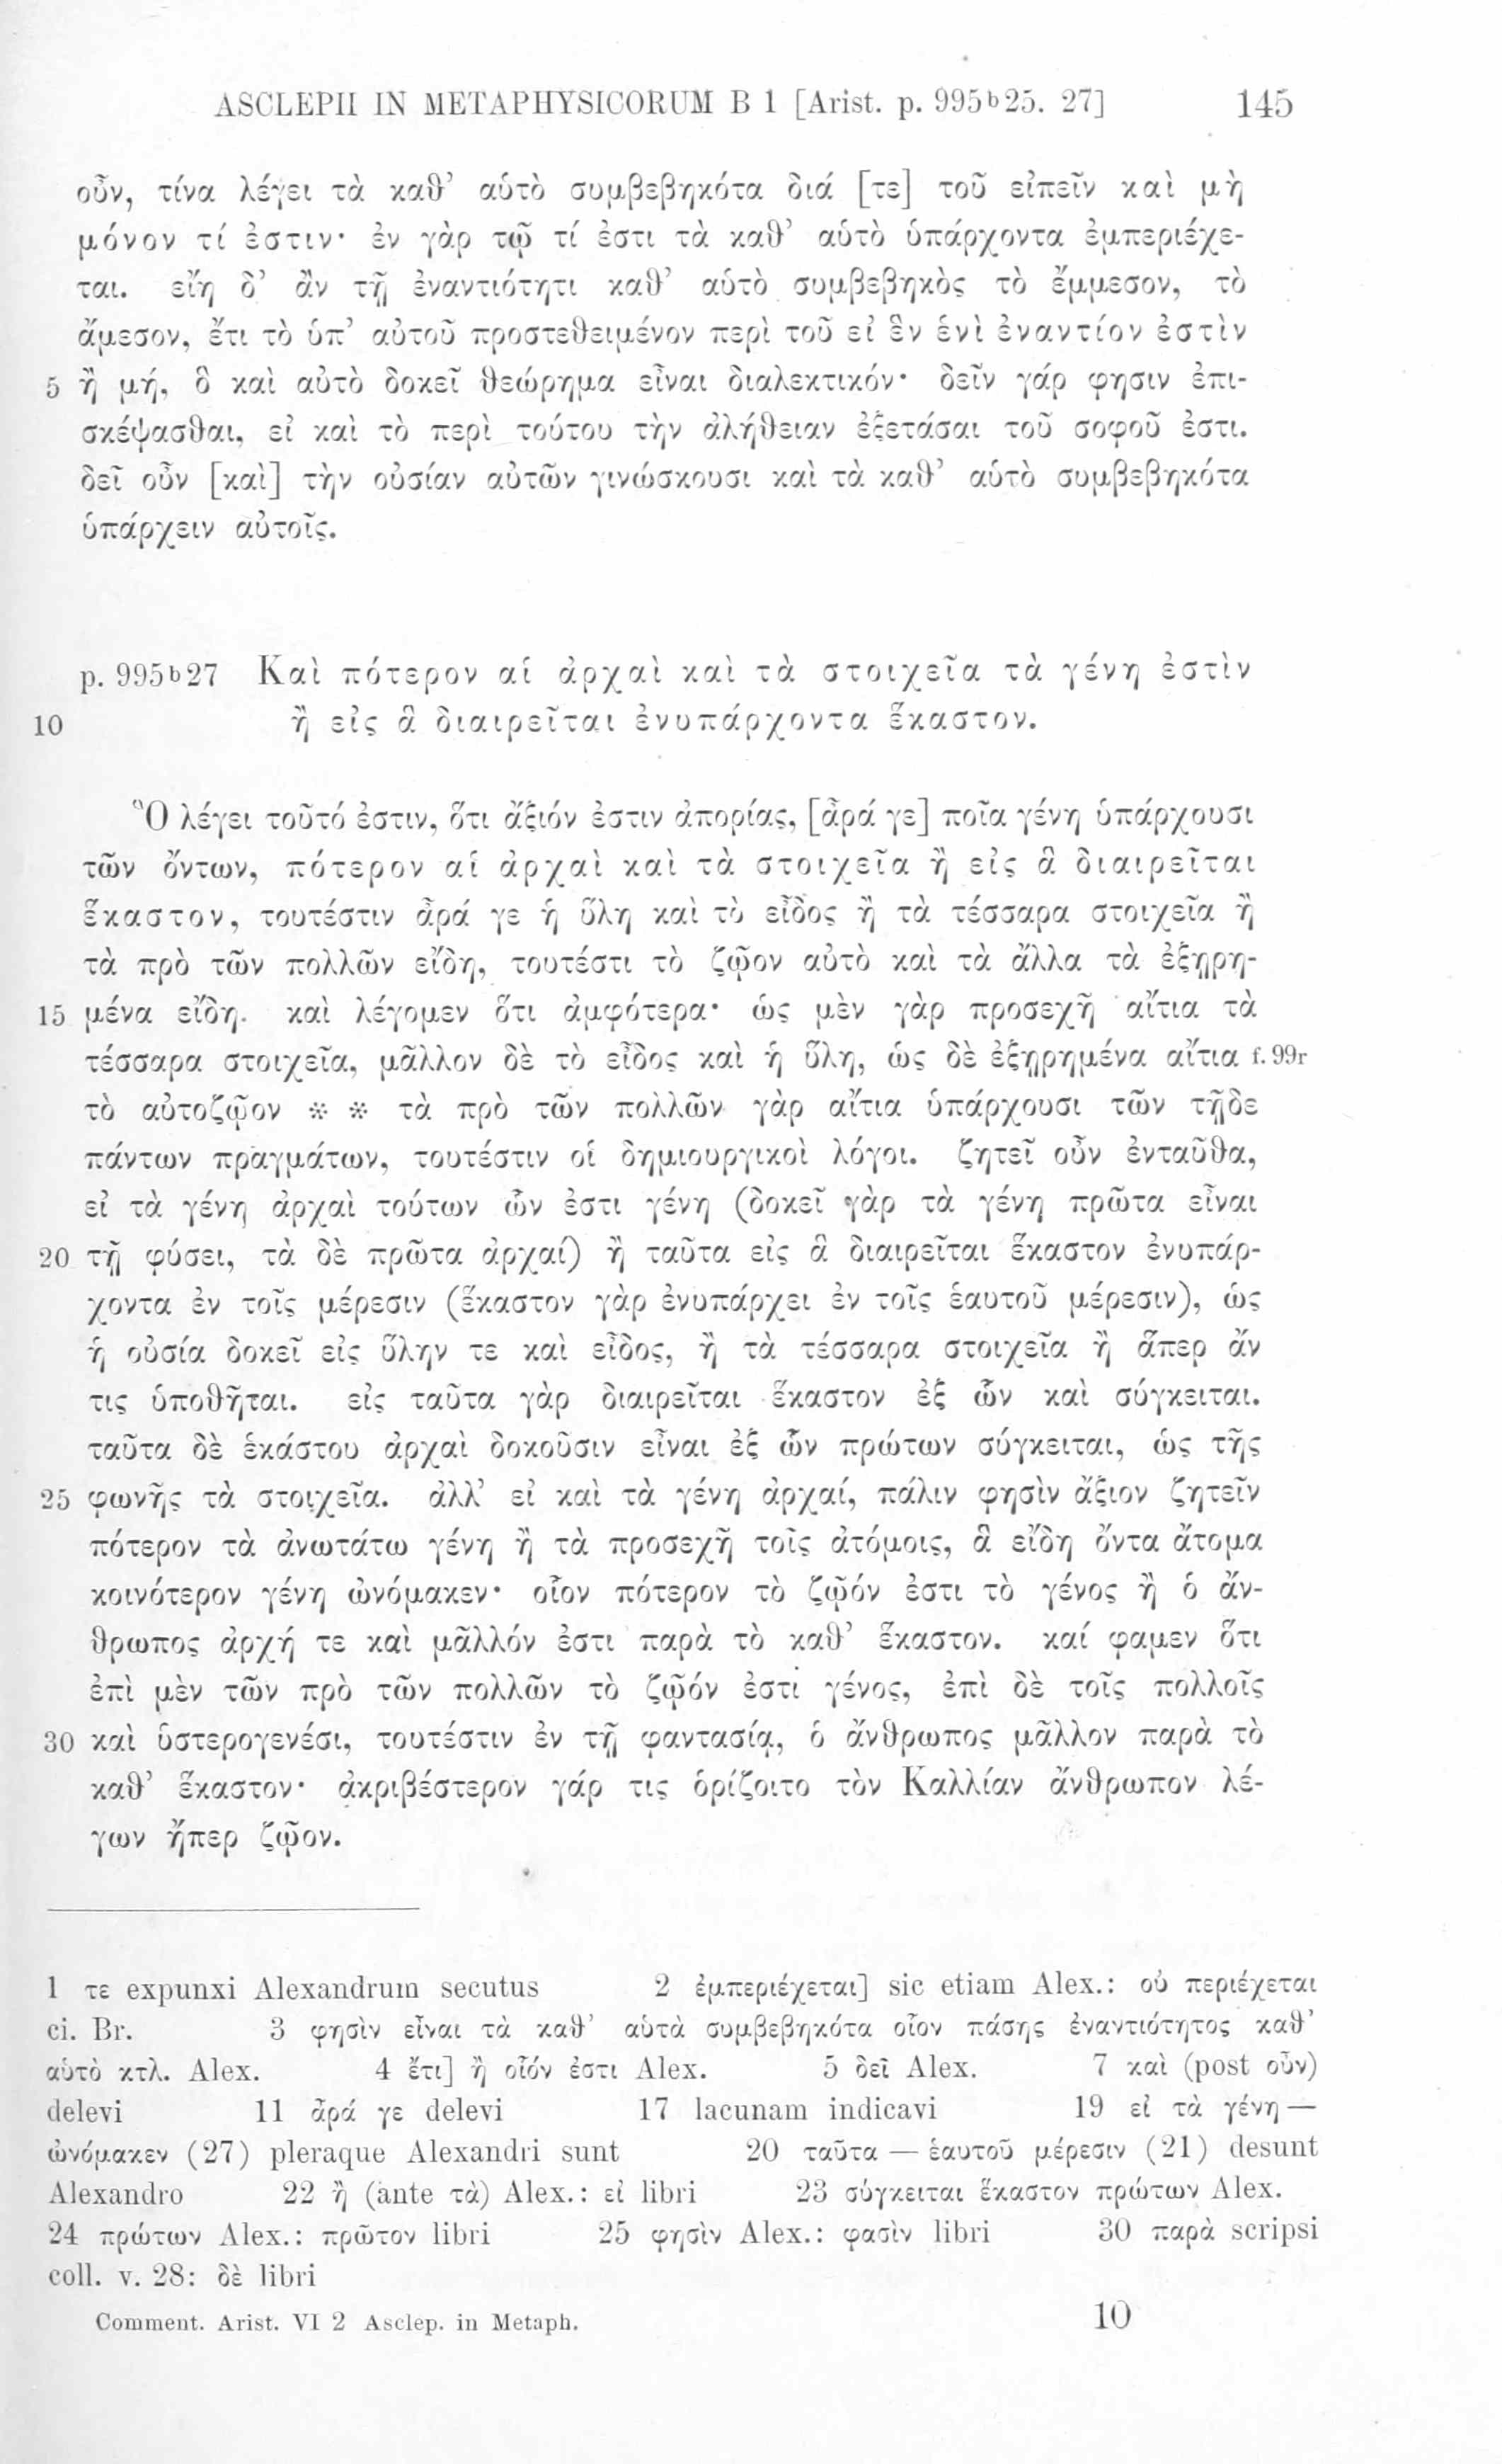 ASCLEPII IN METAPHYSICORUM B 1 [Arist. p. 995b25. 27] 145
οὖν, τίνα λέγει τὰ καθ’ αὑτὸ συμβεβηκότα διά [τε] τοῦ εἰπεῖν καὶ μὴ
μόνον τί ἐστιν· ἐν γὰρ τῷ τί ἐστι τὰ καθ’ αὑτὸ ὑπάρχοντα ἐμπεριέχε-
ται. εἴη δ’ ἂν τῇ ἐναντιότητι καθ’ αὑτὸ συμβεβηκὸς τὸ ἔμμεσον, τὸ
ἄμεσον, ἔτι τὸ ὑπ’ αὐτοῦ προστεθειμένον περὶ τοῦ εἰ ἓν ἑνὶ ἐναντίον ἐστὶν
5 ἢ μή, ὃ καὶ αὐτὸ δοκεῖ θεώρημα εἶναι διαλεκτικόν· δεῖν γάρ φησιν ἐπι-
σκέψασθαι, εἰ καὶ τὸ περὶ τούτου τὴν ἀλήθειαν ἐξετάσαι τοῦ σοφοῦ ἐστι.
δεῖ οὖν [καὶ] τὴν οὐσίαν αὐτῶν γινώσκουσι καὶ τὰ καθ’ αὑτὸ συμβεβηκότα
ὑπάρχειν αὐτοῖς.
p. 995b27 Καὶ πότερον αἱ ἀρχαὶ καὶ τὰ στοιχεῖα τὰ γένη ἐστὶν
10 ἢ εἰς ἃ διαιρεῖται ἐνυπάρχοντα ἕκαστον.
Ὃ λέγει τοῦτό ἐστιν, ὅτι ἄξιόν ἐστιν ἀπορίας, [ἆρά γε] ποῖα γένη ὑπάρχουσι
τῶν ὄντων, πότερον αἱ ἀρχαὶ καὶ τὰ στοιχεῖα ἢ εἰς ἃ διαιρεῖται
ἕκαστον, τουτέστιν ἆρά γε ἡ ὕλη καὶ τὸ εἶδος ἢ τὰ τέσσαρα στοιχεῖα ἢ
τὰ πρὸ τῶν πολλῶν εἴδη, τουτέστι τὸ ζῷον αὐτὸ καὶ τὰ ἄλλα τὰ ἐξῃρη-
15 μένα εἴδη. καὶ λέγομεν ὅτι ἀμφότερα· ὡς μὲν γὰρ προσεχῆ αἴτια τὰ
τέσσαρα στοιχεῖα, μᾶλλον δὲ τὸ εἶδος καὶ ἡ ὕλη, ὡς δὲ ἐξῃρημένα αἴτια f. 99r
τὸ αὐτοζῷον * * τὰ πρὸ τῶν πολλῶν γὰρ αἴτια ὑπάρχουσι τῶν τῇδε
πάντων πραγμάτων, τουτέστιν οἱ δημιουργικοὶ λόγοι. ζητεῖ οὖν ἐνταῦθα,
εἰ τὰ γένη ἀρχαὶ τούτων ὧν ἐστι γένη (δοκεῖ γὰρ τὰ γένη πρῶτα εἶναι
20 τῇ φύσει, τὰ δὲ πρῶτα ἀρχαί) ἢ ταῦτα εἰς ἃ διαιρεῖται ἕκαστον ἐνυπάρ-
χοντα ἐν τοῖς μέρεσιν (ἕκαστον γὰρ ἐνυπάρχει ἐν τοῖς ἑαυτοῦ μέρεσιν), ὡς
ἡ οὐσία δοκεῖ εἰς ὕλην τε καὶ εἶδος, ἢ τὰ τέσσαρα στοιχεῖα ἢ ἅπερ ἄν
τις ὑποθῆται. εἰς ταῦτα γὰρ διαιρεῖται ἕκαστον ἐξ ὧν καὶ σύγκειται.
ταῦτα δὲ ἑκάστου ἀρχαὶ δοκοῦσιν εἶναι ἐξ ὧν πρώτων σύγκειται, ὡς τῆς
25 φωνῆς τὰ στοιχεῖα. ἀλλ’ εἰ καὶ τὰ γένη ἀρχαί, πάλιν φησὶν ἄξιον ζητεῖν
πότερον τὰ ἀνωτάτω γένη ἢ τὰ προσεχῆ τοῖς ἀτόμοις, ἃ εἴδη ὄντα ἄτομα
κοινότερον γένη ὠνόμακεν· οἷον πότερον τὸ ζῷόν ἐστι τὸ γένος ἢ ὁ ἄν-
θρωπος ἀρχή τε καὶ μᾶλλόν ἐστι παρὰ τὸ καθ’ ἕκαστον. καί φαμεν ὅτι
ἐπὶ μὲν τῶν πρὸ τῶν πολλῶν τὸ ζῷόν ἐστι γένος, ἐπὶ δὲ τοῖς πολλοῖς
30 καὶ ὑστερογενέσι, τουτέστιν ἐν τῇ φαντασίᾳ, ὁ ἄνθρωπος μᾶλλον παρὰ τὸ
καθ’ ἕκαστον· ἀκριβέστερον γάρ τις ὁρίζοιτο τὸν Καλλίαν ἄνθρωπον λέ-
γων ἤπερ ζῷον.
1 τε expunxi Alexandrum secutus 2 ἐμπεριέχεται] sic etiam Alex.: οὐ περιέχεται
ci. Br. 3 φησὶν εἶναι τὰ καθ’ αὑτὰ συμβεβηκότα οἷον πάσης ἐναντιότητος καθ’
αὑτὸ κτλ. Alex. 4 ἔτι] ἢ οἷόν ἐστι Alex. 5 δεῖ Alex. 7 καὶ (post οὖν)
delevi 11 ἆρά γε delevi 17 lacunam indicavi 19 εἰ τὰ γένη —
ὠνόμακεν (27) pleraque Alexandri sunt 20 ταῦτα — ἑαυτοῦ μέρεσιν (21) desunt
Alexandro 22 ἢ (ante τὰ) Alex.: εἰ libri 23 σύγκειται ἕκαστον πρώτων Alex.
24 πρώτων Alex.: πρῶτον libri 25 φησὶν Alex.: φασὶν libri 30 παρὰ scripsi
coll. v. 28: δὲ libri
Comment. Arist. VI 2 Asclep. in Metaph. 10